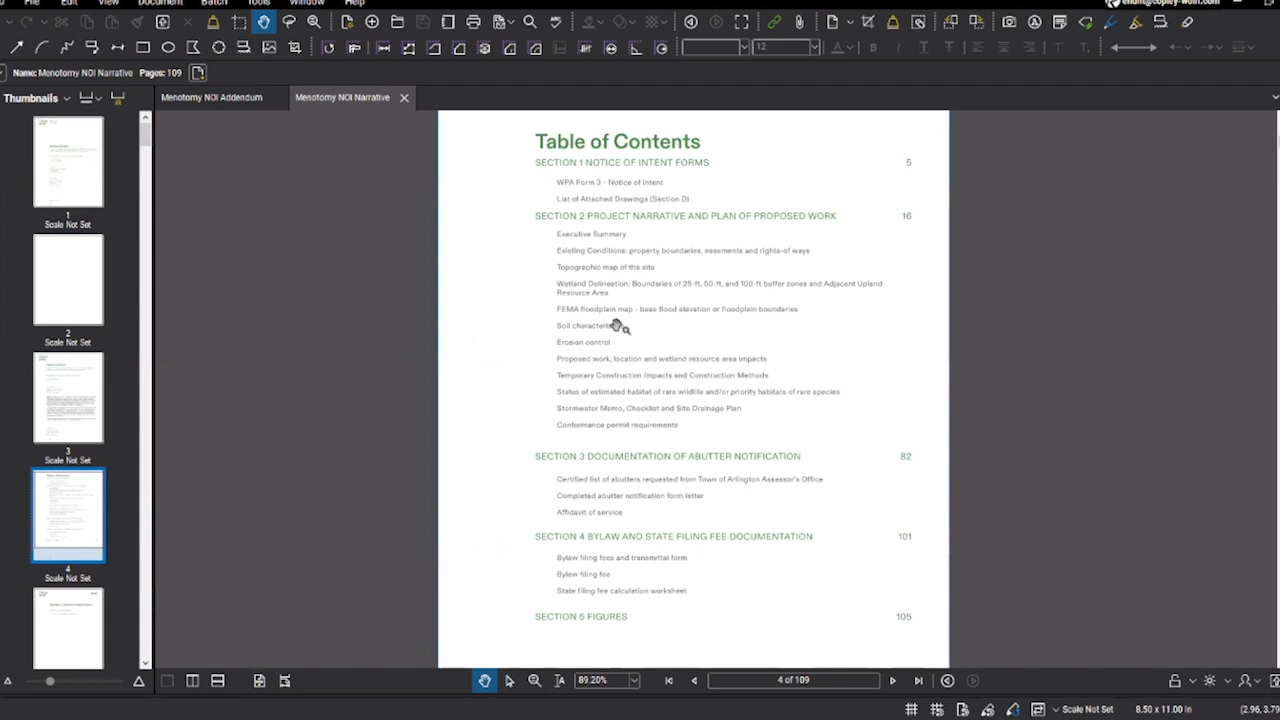 Document
Batch
Tools
Window
Help
12
Name: Menotomy NOI Narrative Pages: 109
Thumbnails
Menotomy NOI Addendum
Menotomy NOI Narrative
1
Scale Not Set
2
Scale Not Set
3
Scale Not Set
4
Scale Not Set
Table of Contents
SECTION 1 NOTICE OF INTENT FORMS 5
WPA Form 3 - Notice of Intent
List of Attached Drawings (Section D)
SECTION 2 PROJECT NARRATIVE AND PLAN OF PROPOSED WORK 16
Executive Summary
Existing Conditions: property boundaries, easements and rights-of ways
Topographic map of the site
Wetland Delineation: Boundaries of 25-ft, 50-ft, and 100-ft buffer zones and Adjacent Upland
Resource Area
FEMA floodplain map - base flood elevation or floodplain boundaries
Soil
Erosion control
Proposed work, location and wetland resource area impacts
Temporary Construction Impacts and Construction Methods
Status of estimated habitat of rare wildlife and/or priority habitats of rare species
Stormwater Memo, Checklist and Site Drainage Plan
Conformance permit requirements
SECTION 3 DOCUMENTATION OF ABUTTER NOTIFICATION 82
Certified list of abutters requested from Town of Arlington Assessor's Office
Completed abutter notification form letter
Affidavit of service
SECTION 4 BYLAW AND STATE FILING FEE DOCUMENTATION 101
Bylaw filing fees and transmittal form
Bylaw filing fee
State filing fee calculation worksheet
SECTION 5 FIGURES 105
89.20%
4 of 109
Scale Not Set
8.50 x 11.00 in